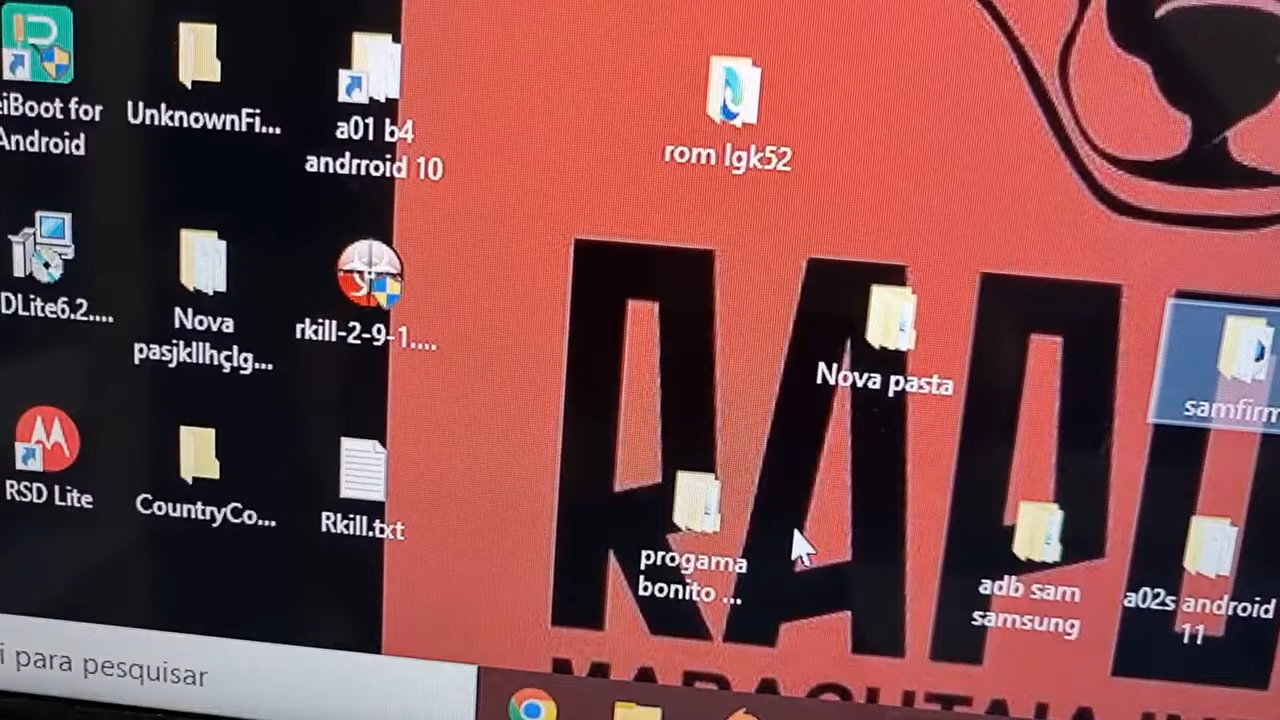 iBoot for
Android
UnknownFi...
a01 b4
andrroid 10
rom lgk52
DLite6.2....
Nova
pasjkllhçlg...
rkill-2-9-1....
Nova pasta
samfirm
RSD Lite
CountryCo...
Rkill.txt
progama
bonito ...
adb sam
samsung
a02s android
11
i para pesquisar